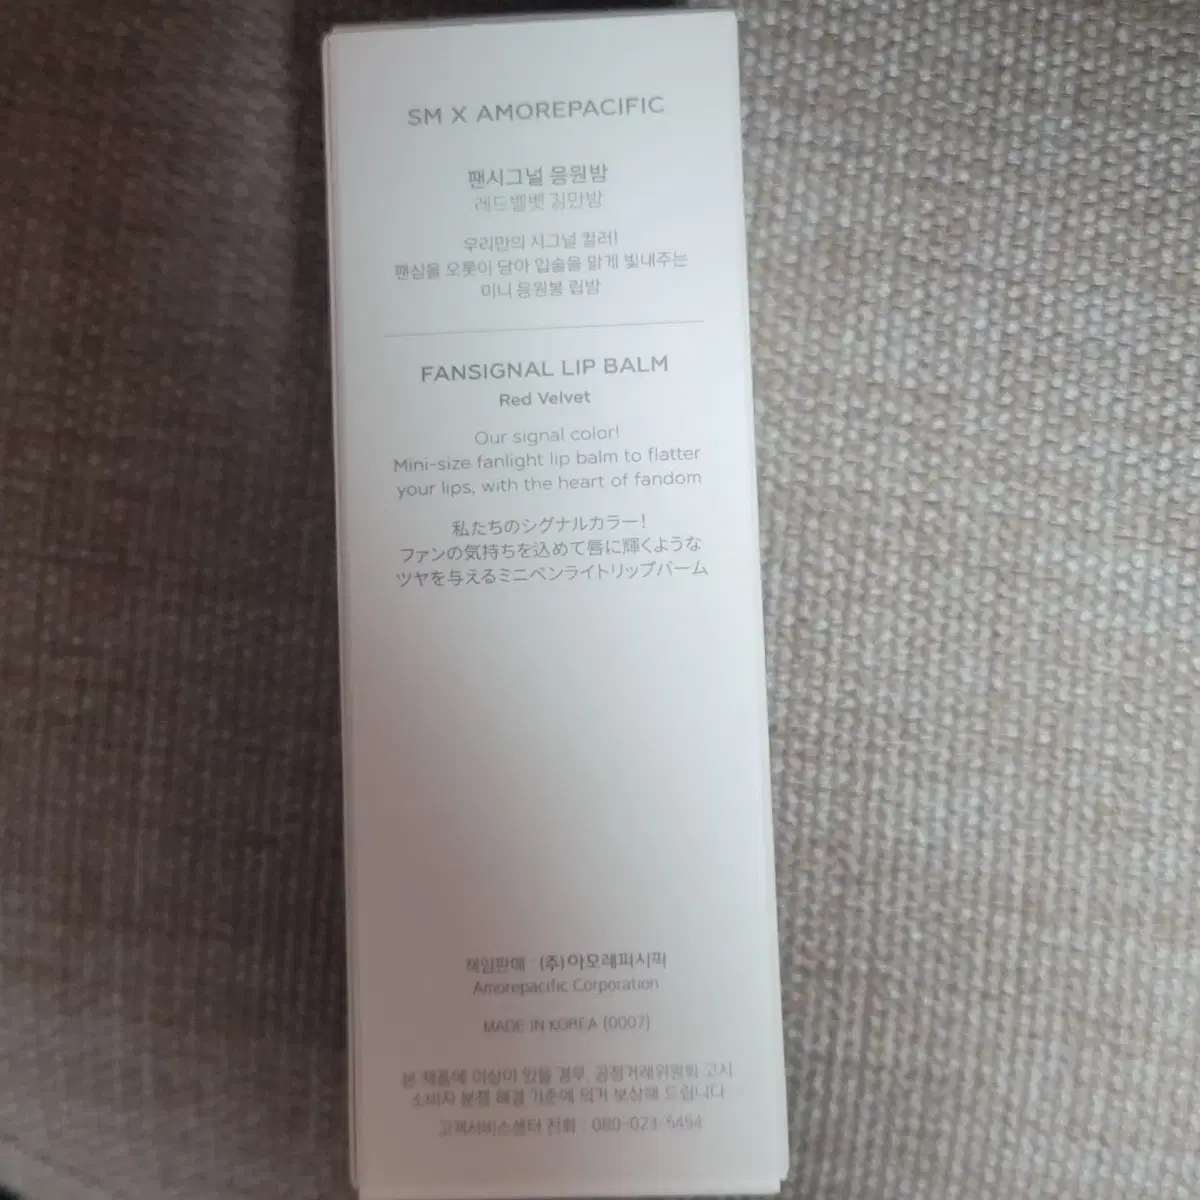 SM X AMOREPACIFIC
팬시그널 응원밤
레드벨벳 김만밤
우리만의 시그널 컬러!
팬심을 오롯이 담아 입술을 맑게 빛내주는
미니 응원봉 립밤
FANSIGNAL LIP BALM
Red Velvet
Our signal color!
Mini-size fanlight lip balm to flatter
your lips, with the heart of fandom
私たちのシグナルカラー!
ファンの気持ちを込めて唇に輝くような
ツヤを与えるミニペンライトリップバーム
책임판매 : (주)아모레퍼시픽
Amorepacific Corporation
MADE IN KOREA (0007)
본 제품에 이상이 있을 경우, 공정거래위원회 고시
소비자 분쟁 해결 기준에 의거 보상해 드립니다.
고객서비스센터 전화 : 080-023-5454